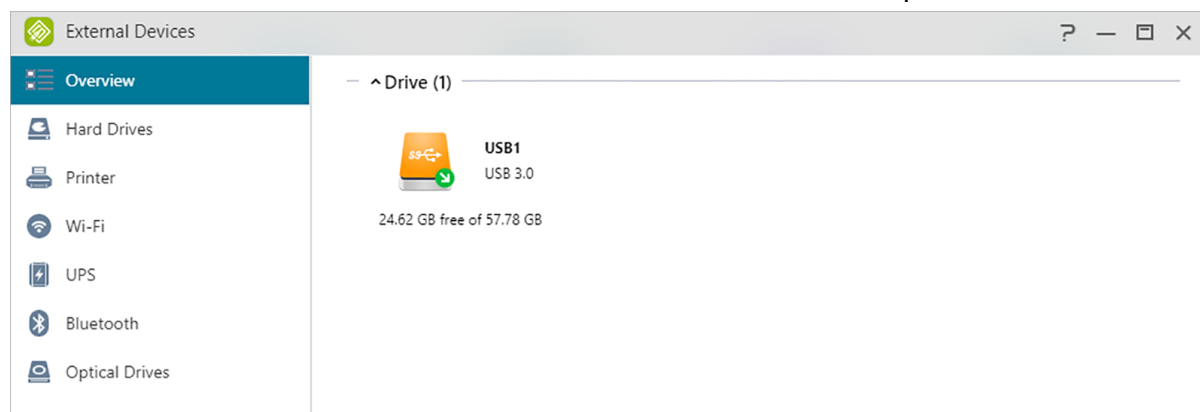 External Devices
Overview
Hard Drives
Printer
Wi-Fi
UPS
Bluetooth
Optical Drives
Drive (1)
SS
USB1
USB 3.0
24.62 GB free of 57.78 GB